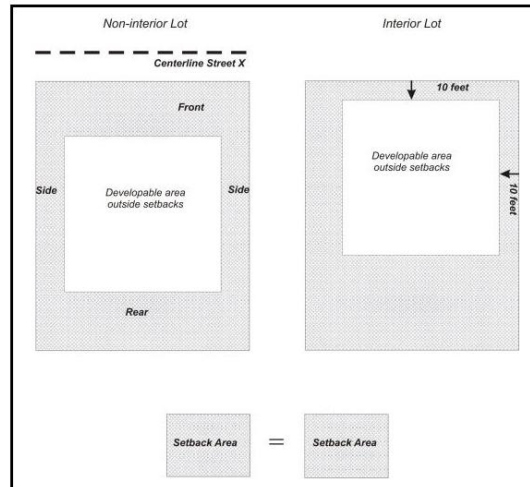 Non-interior Lot
Interior Lot
Centerline Street X
10 feet
Front
Developable area
outside setbacks
Developable area
outside setbacks
Side
Side
10 feet
Rear
Setback Area
=
Setback Area